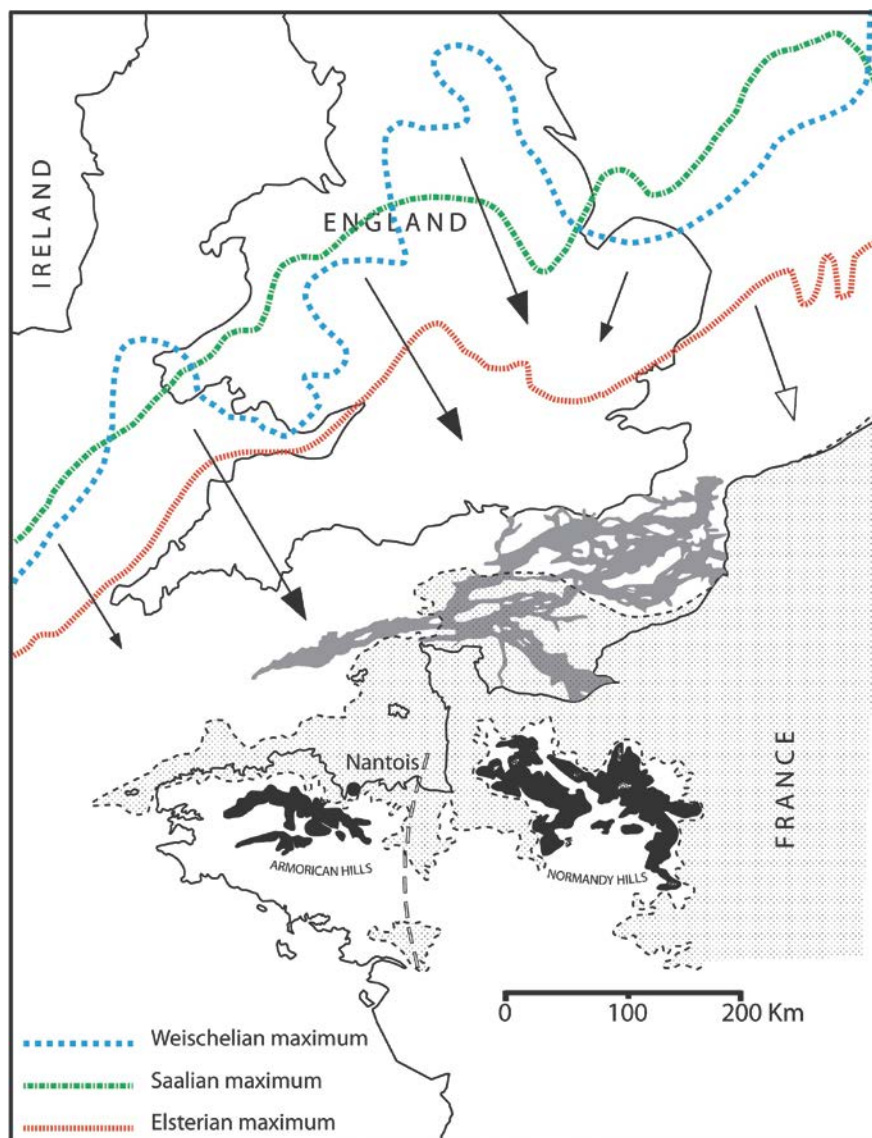 IRELAND
ENGLAND
Nantois
FRANCE
ARMORICAN HILLS
NORMANDY HILLS
0 100 200 Km
Weischelian maximum
Saalian maximum
Elsterian maximum